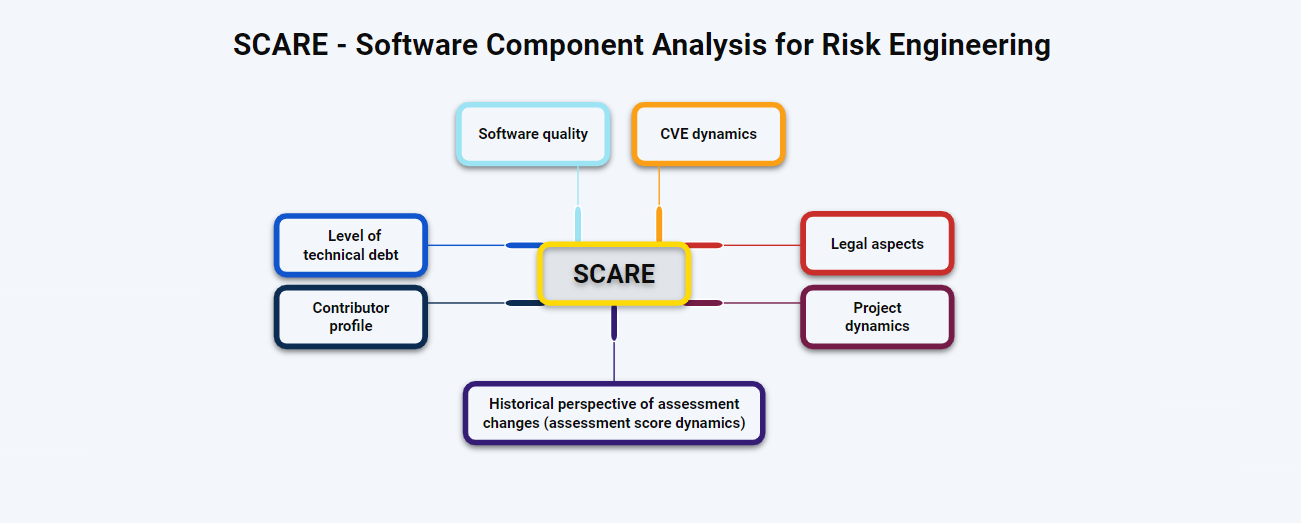 SCARE - Software Component Analysis for Risk Engineering
Software quality
CVE dynamics
Level of
technical debt
Legal aspects
SCARE
Contributor
profile
Project
dynamics
Historical perspective of assessment
changes (assessment score dynamics)